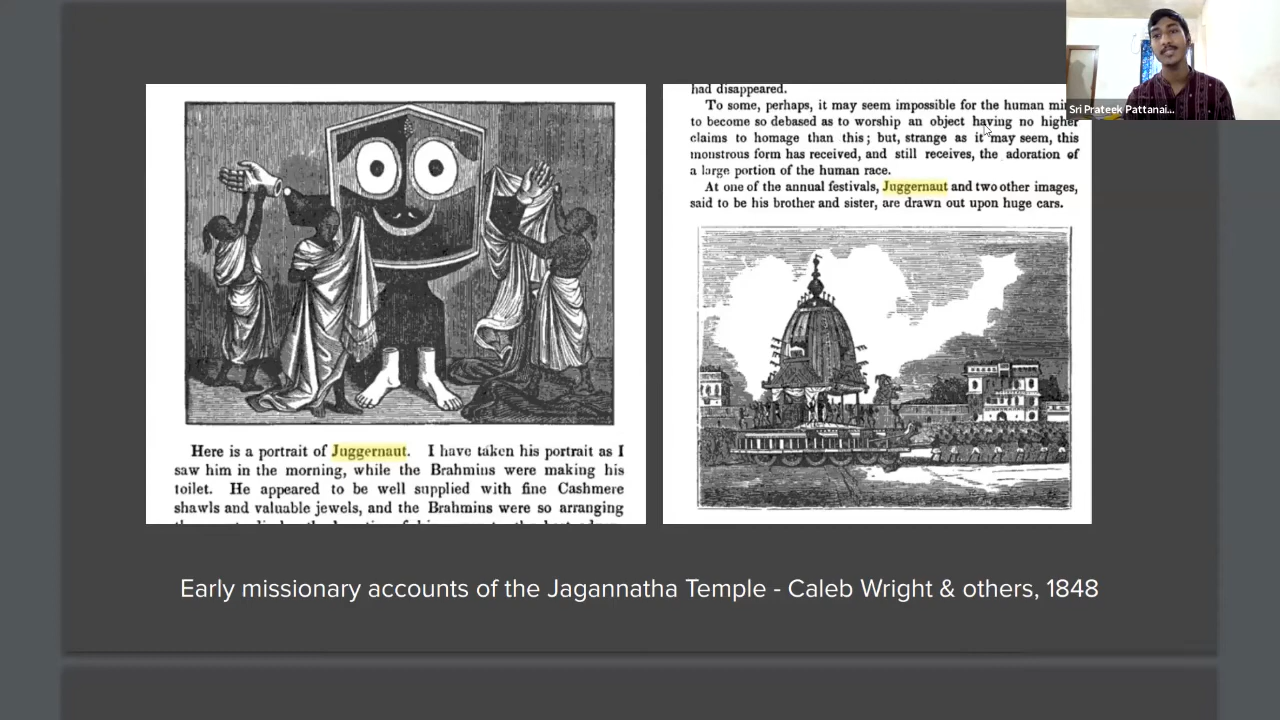 Here is a portrait of Juggernaut. I have taken his portrait as I
saw him in the morning, while the Brahmins were making his
toilet. He appeared to be well supplied with fine Cashmere
shawls and valuable jewels, and the Brahmins were so arranging
had disappeared.
To some, perhaps, it may seem impossible for the human
to become so debased as to worship an object having no higher
claims to homage than this; but, strange as it may seem, this
monstrous form has received, and still receives, the adoration of
a large portion of the human race.
At one of the annual festivals, Juggernaut and two other images,
said to be his brother and sister, are drawn out upon huge cars.
Sri Prateek Pattanai...
Early missionary accounts of the Jagannatha Temple - Caleb Wright & others, 1848